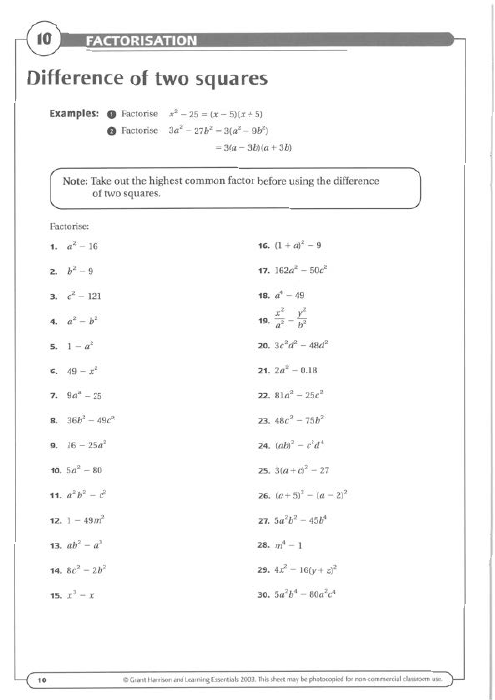 10 FACTORISATION
Difference of two squares
Examples: ❶ Factorise x² − 25 = (x − 5)(x + 5)
❷ Factorise 3a² − 27b² − 3(a² − 9b²)
= 3(a − 3b)(a + 3b)
Note: Take out the highest common factor before using the difference
of two squares.
Factorise:
1. a² − 16
2. b² − 9
3. c² − 121
4. a² − b²
5. 1 − a²
6. 49 − x²
7. 9a² − 25
8. 36b² − 49c²
9. 16 − 25a²
10. 5a² − 80
11. a²b² − c²
12. 1 − 49m²
13. ab² − a³
14. 8c² − 2b²
15. x³ − x
16. (1 + a)² − 9
17. 162a² − 50c²
18. a⁴ − 49
19. x²/a² − y²/b²
20. 3c²d² − 48d²
21. 2a² − 0.18
22. 81a² − 25c²
23. 48c² − 75b²
24. (ab)² − c²d⁴
25. 3(a + c)² − 27
26. (a + 5)² − (a − 2)²
27. 5a²b² − 45b⁴
28. m⁴ − 1
29. 4x² − 16(y + z)²
30. 5a²b⁴ − 80a²c⁴
10 © Grant Harrison and Learning Essentials 2003. This sheet may be photocopied for non-commercial classroom use.